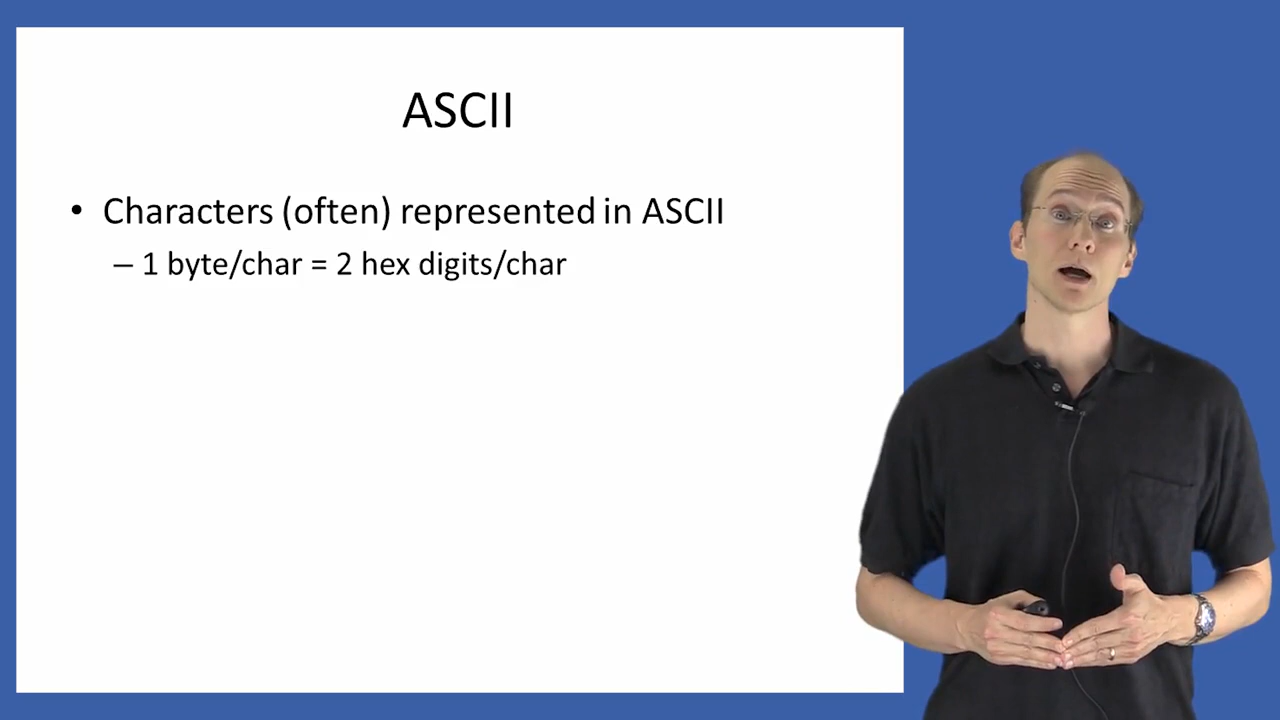 ASCII
• Characters (often) represented in ASCII
– 1 byte/char = 2 hex digits/char